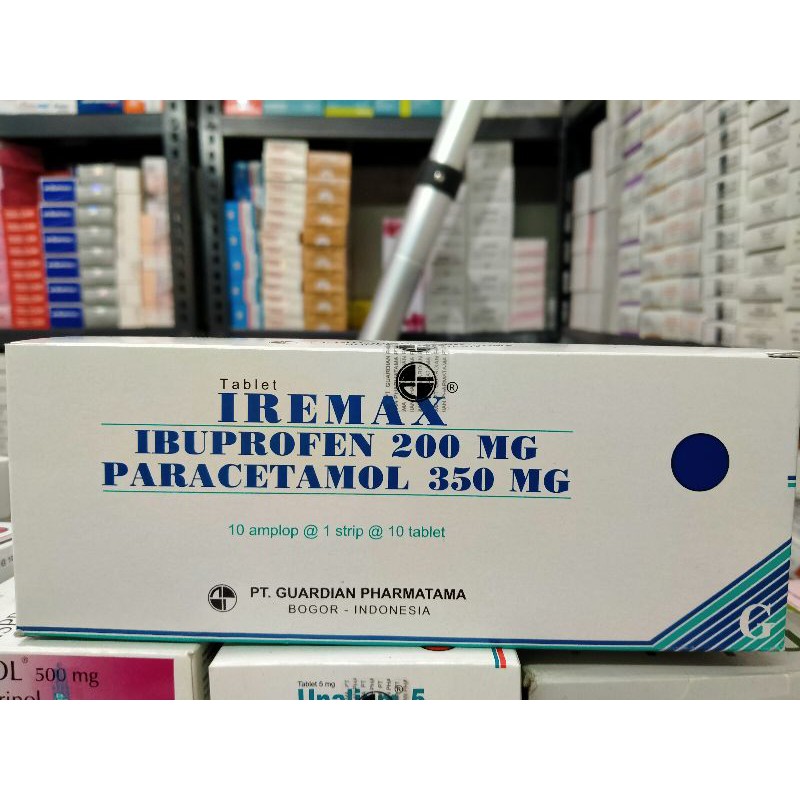 Tablet
IREMAX
®
IBUPROFEN 200 MG
PARACETAMOL 350 MG
10 amplop @ 1 strip @ 10 tablet
PT. GUARDIAN PHARMATAMA
BOGOR - INDONESIA
G
500 mg
Tablet 5 mg